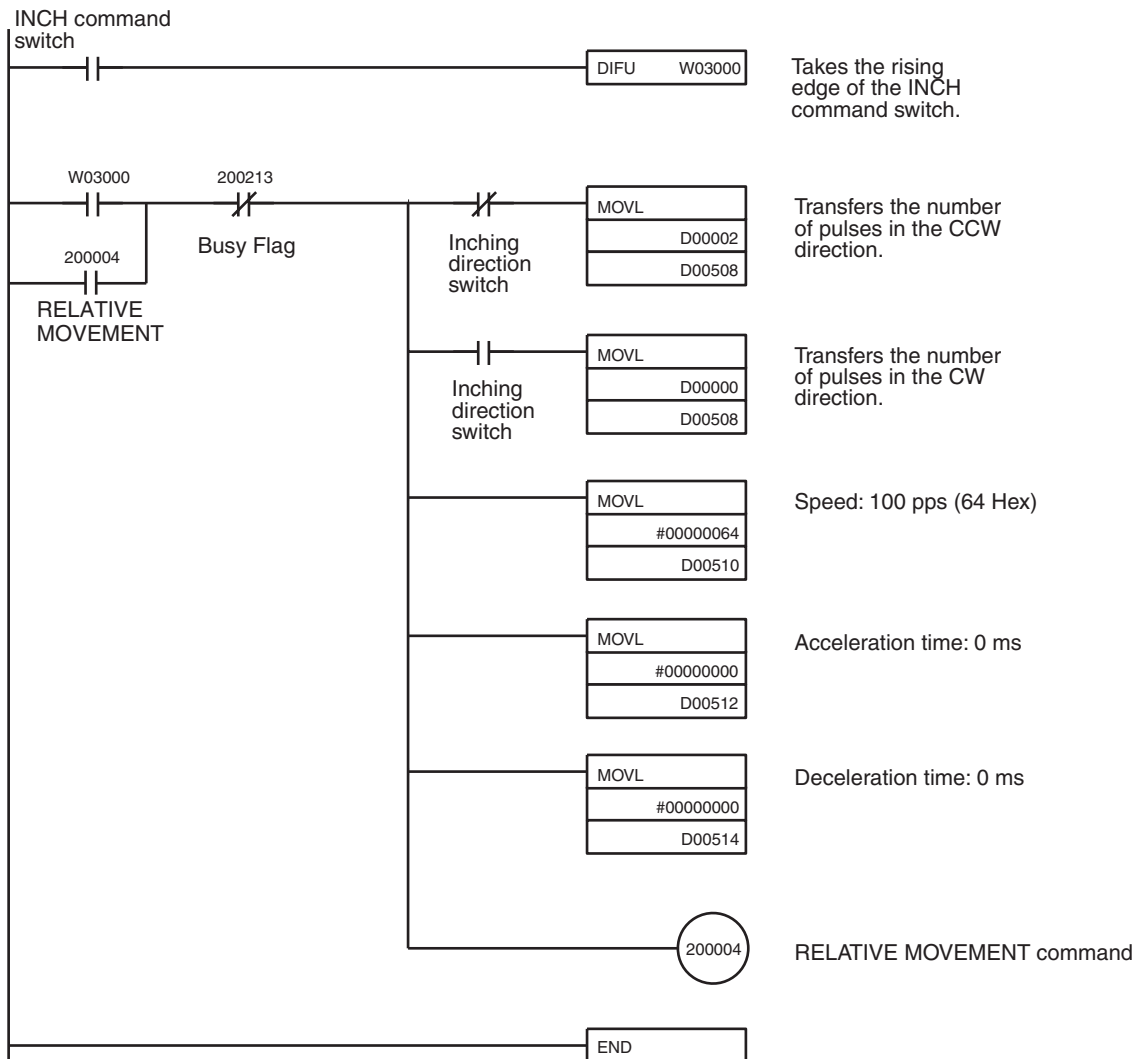 INCH command
switch
DIFU W03000
Takes the rising
edge of the INCH
command switch.
W03000
200213
Busy Flag
200004
RELATIVE
MOVEMENT
Inching
direction
switch
MOVL
D00002
D00508
Transfers the number
of pulses in the CCW
direction.
Inching
direction
switch
MOVL
D00000
D00508
Transfers the number
of pulses in the CW
direction.
MOVL
#00000064
D00510
Speed: 100 pps (64 Hex)
MOVL
#00000000
D00512
Acceleration time: 0 ms
MOVL
#00000000
D00514
Deceleration time: 0 ms
200004
RELATIVE MOVEMENT command
END